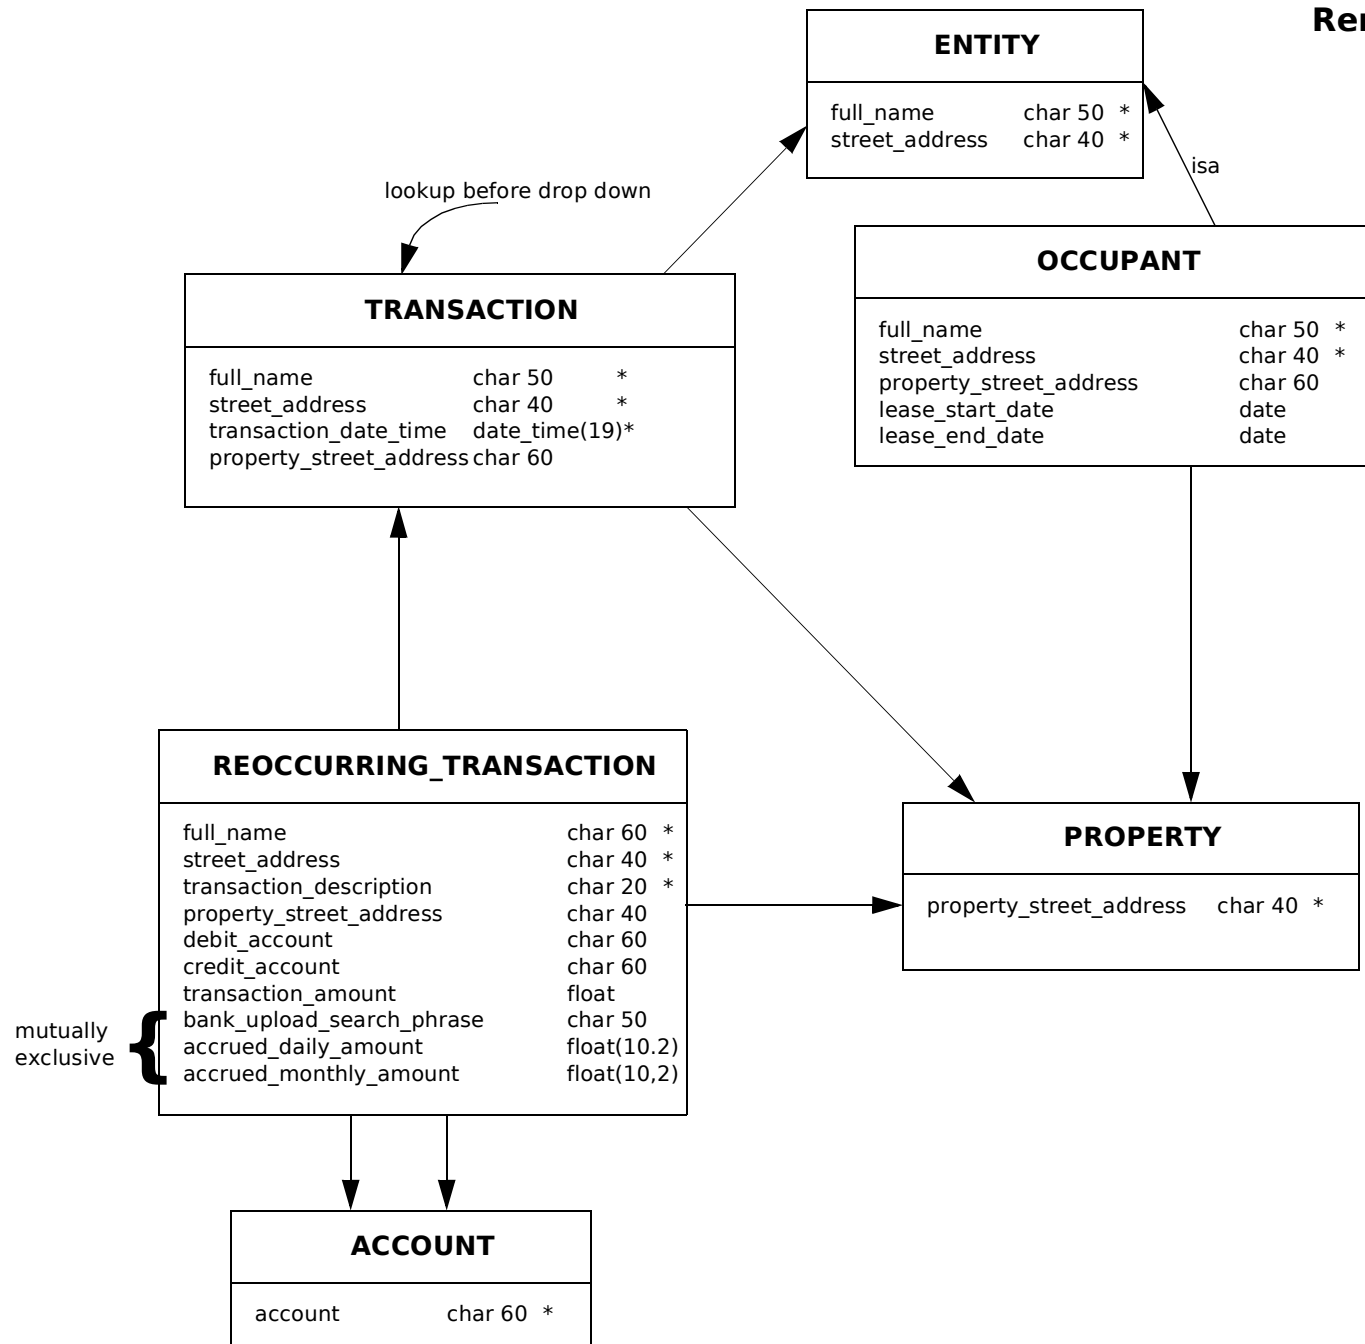 Ren
ENTITY
full_name char 50 *
street_address char 40 *
isa
lookup before drop down
OCCUPANT
full_name char 50 *
street_address char 40 *
property_street_address char 60
lease_start_date date
lease_end_date date
TRANSACTION
full_name char 50 *
street_address char 40 *
transaction_date_time date_time(19)*
property_street_address char 60
REOCCURRING_TRANSACTION
full_name char 60 *
street_address char 40 *
transaction_description char 20 *
property_street_address char 40
debit_account char 60
credit_account char 60
transaction_amount float
bank_upload_search_phrase char 50
accrued_daily_amount float(10.2)
accrued_monthly_amount float(10,2)
mutually
exclusive
{
PROPERTY
property_street_address char 40 *
ACCOUNT
account char 60 *